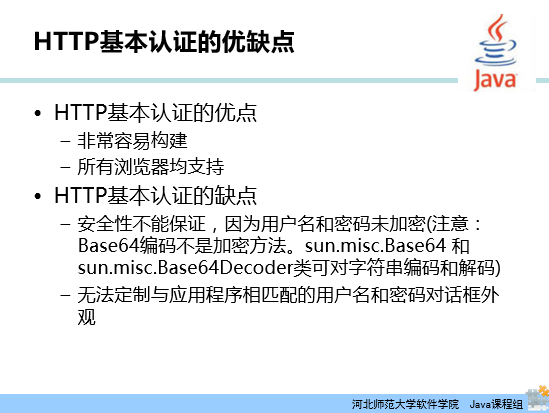 HTTP基本认证的优缺点
Java
• HTTP基本认证的优点
– 非常容易构建
– 所有浏览器均支持
• HTTP基本认证的缺点
– 安全性不能保证，因为用户名和密码未加密(注意：
Base64编码不是加密方法。sun.misc.Base64 和
sun.misc.Base64Decoder类可对字符串编码和解码)
– 无法定制与应用程序相匹配的用户名和密码对话框外
观
河北师范大学软件学院 Java课程组